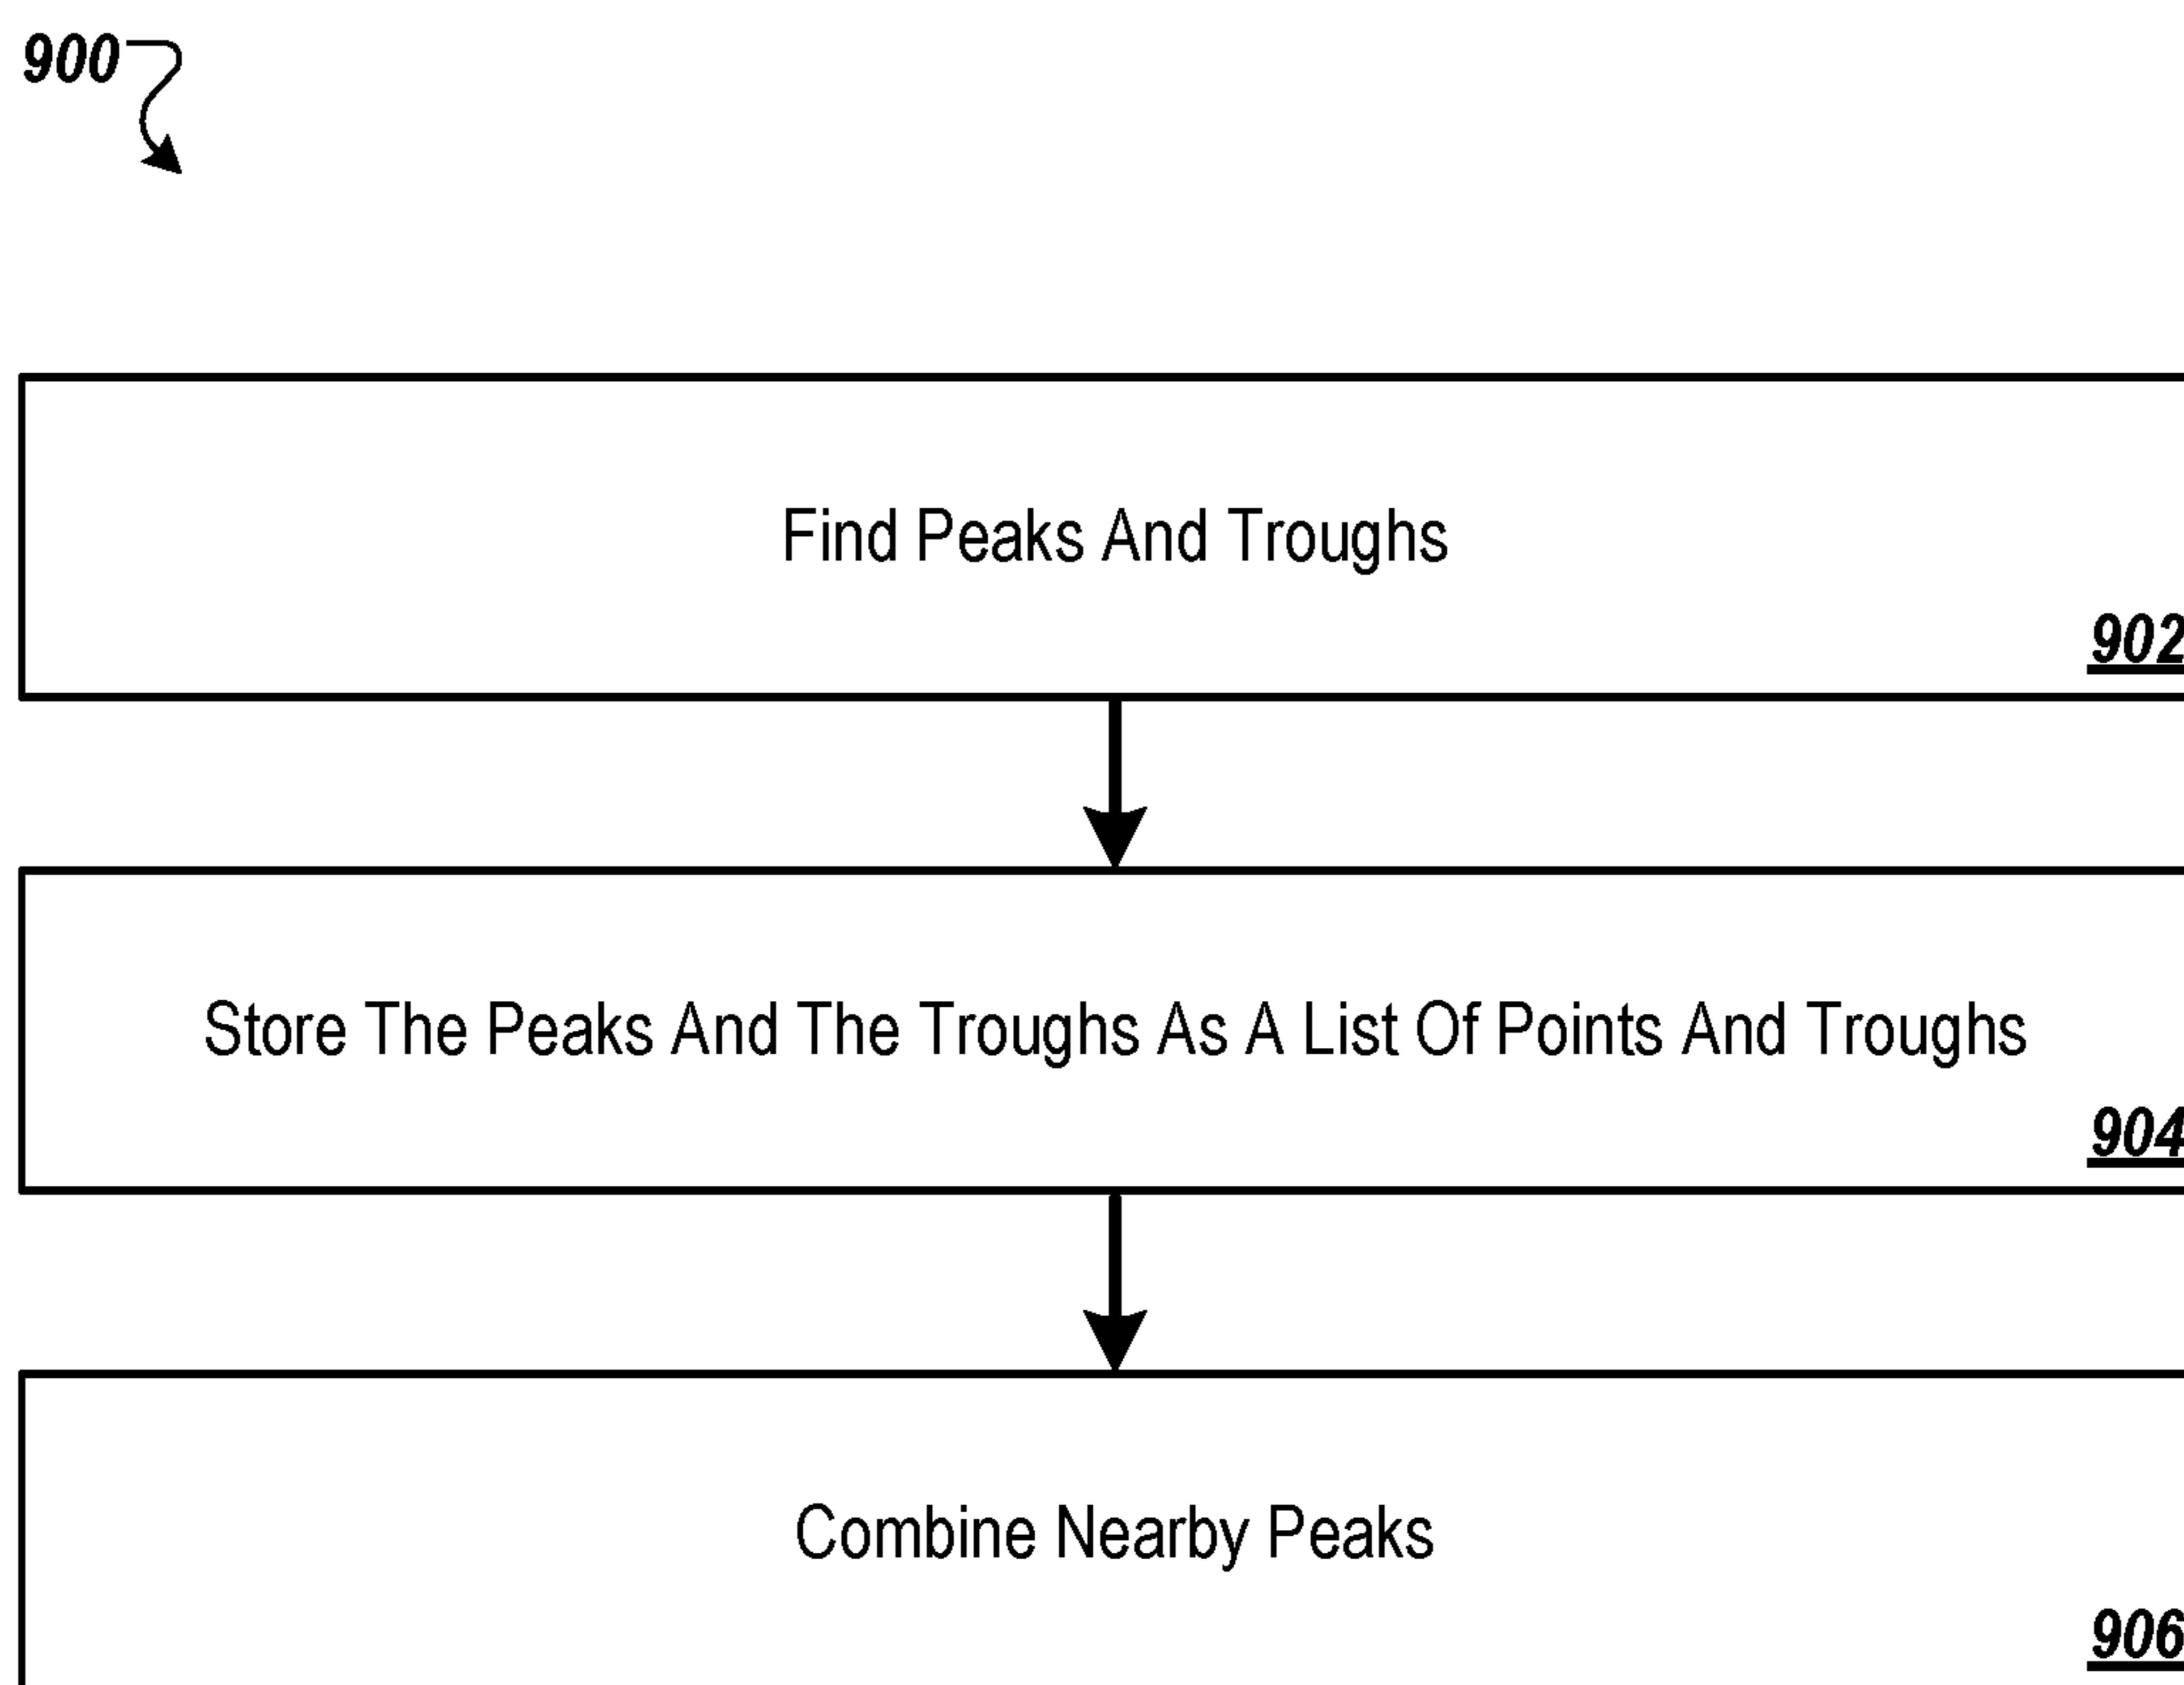 900
Find Peaks And Troughs
902
Store The Peaks And The Troughs As A List Of Points And Troughs
904
Combine Nearby Peaks
906